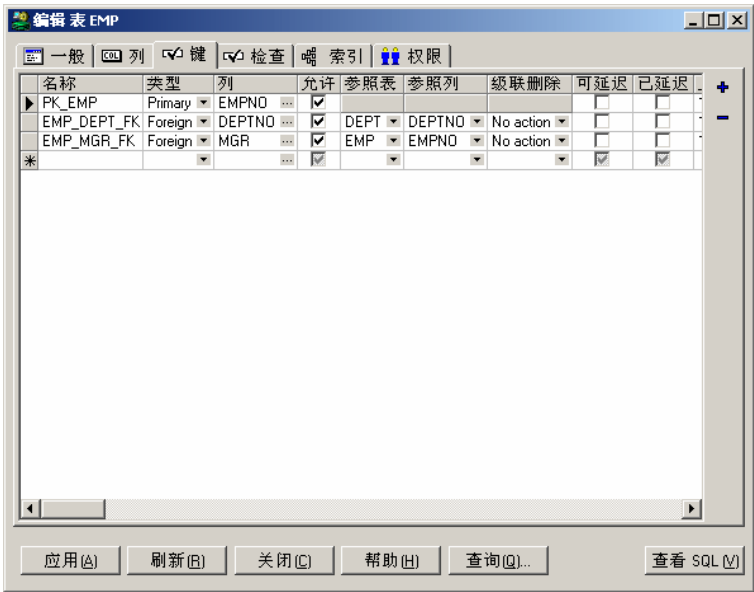 编辑 表 EMP
一般 列 键 检查 索引 权限
名称 类型 列 允许 参照表 参照列 级联删除 可延迟 已延迟
PK_EMP Primary EMPNO ...
EMP_DEPT_FK Foreign DEPTNO ... DEPT DEPTNO No action
EMP_MGR_FK Foreign MGR ... EMP EMPNO No action
应用(A) 刷新(R) 关闭(C) 帮助(H) 查询(Q)... 查看 SQL(V)